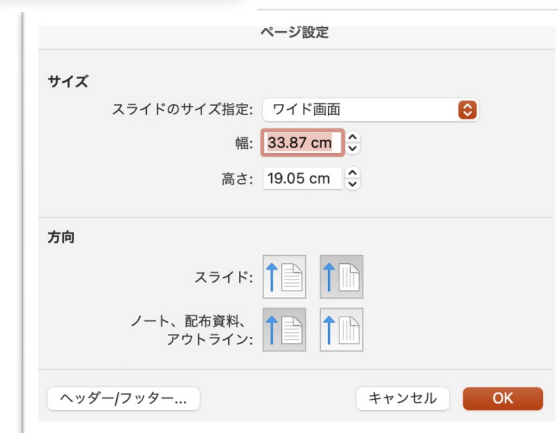 ページ設定
サイズ
スライドのサイズ指定: ワイド画面
幅: 33.87 cm
高さ: 19.05 cm
方向
スライド:
ノート、配布資料、
アウトライン:
ヘッダー/フッター... キャンセル OK